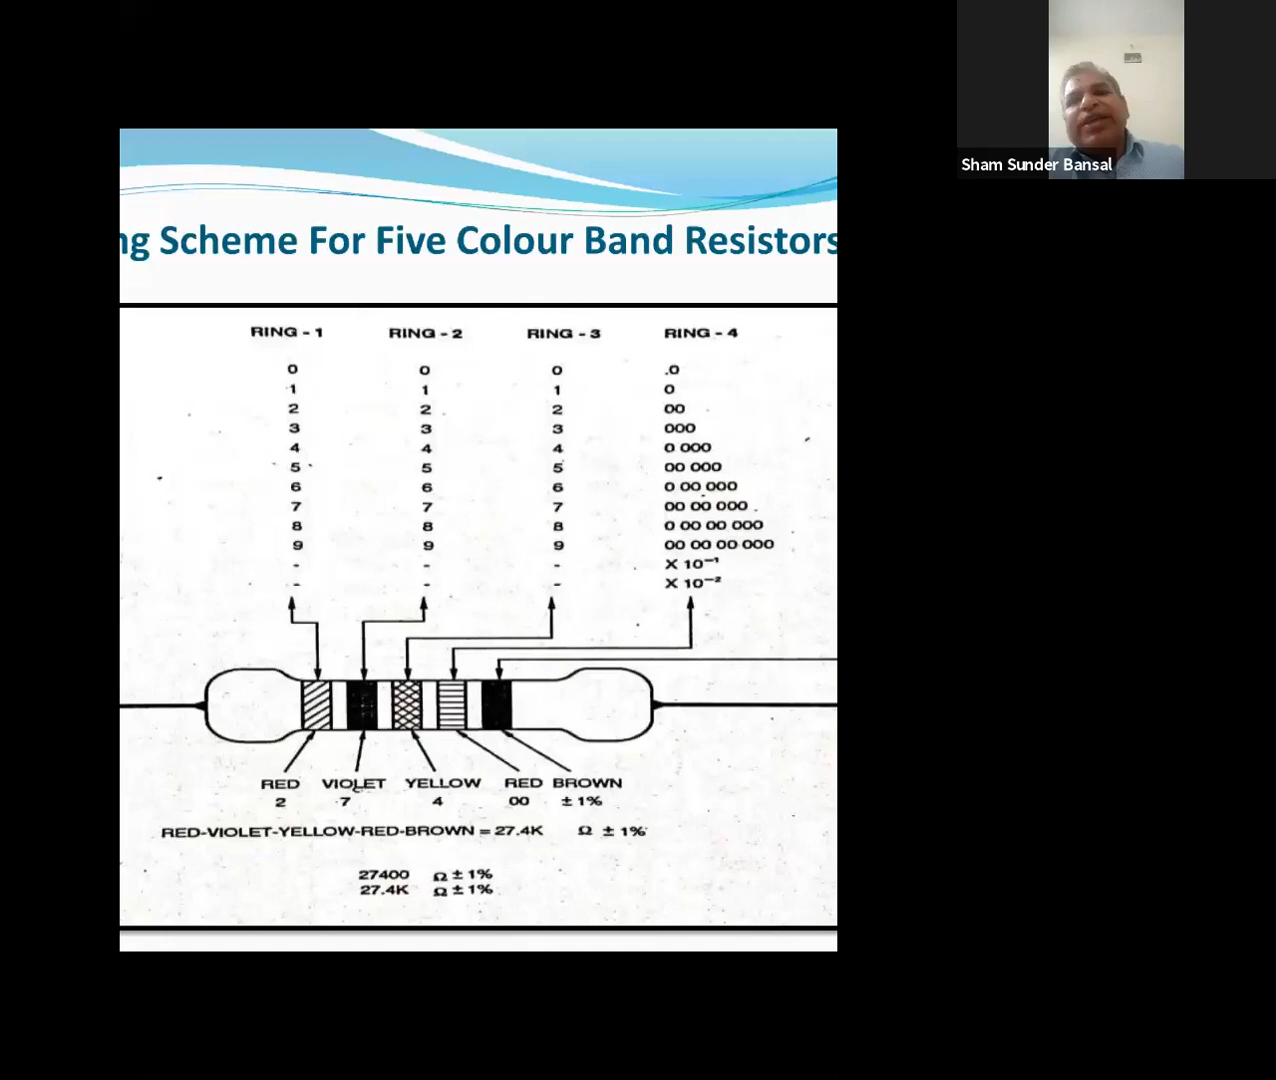 Sham Sunder Bansal
ng Scheme For Five Colour Band Resistors
RING - 1 RING - 2 RING - 3 RING - 4
0 0 0 .0
1 1 1 0
2 2 2 00
3 3 3 000
4 4 4 0 000
5 5 5 00 000
6 6 6 0 00 000
7 7 7 00 00 000
8 8 8 0 00 00 000
9 9 9 00 00 00 000
- - - X 10⁻¹
- - - X 10⁻²
RED VIOLET YELLOW RED BROWN
2 7 4 00 ± 1%
RED-VIOLET-YELLOW-RED-BROWN = 27.4K Ω ± 1%
27400 Ω ± 1%
27.4K Ω ± 1%